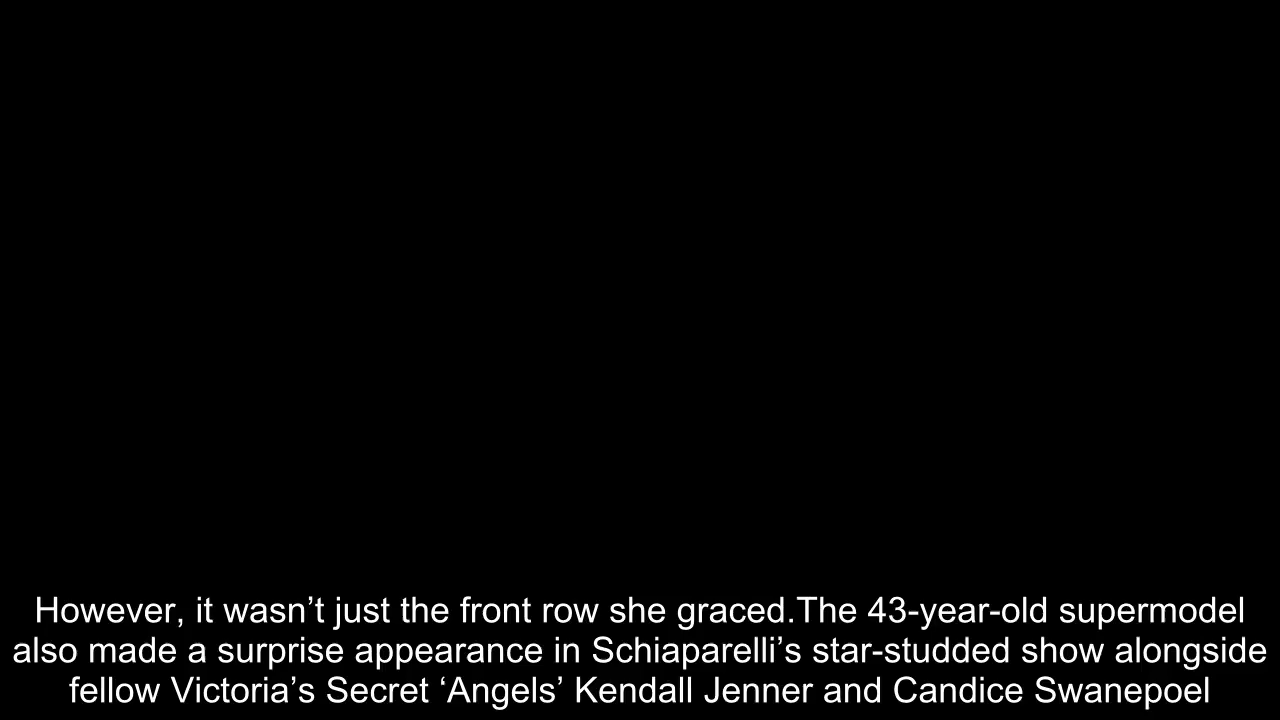 However, it wasn’t just the front row she graced.The 43-year-old supermodel
also made a surprise appearance in Schiaparelli’s star-studded show alongside
fellow Victoria’s Secret ‘Angels’ Kendall Jenner and Candice Swanepoel